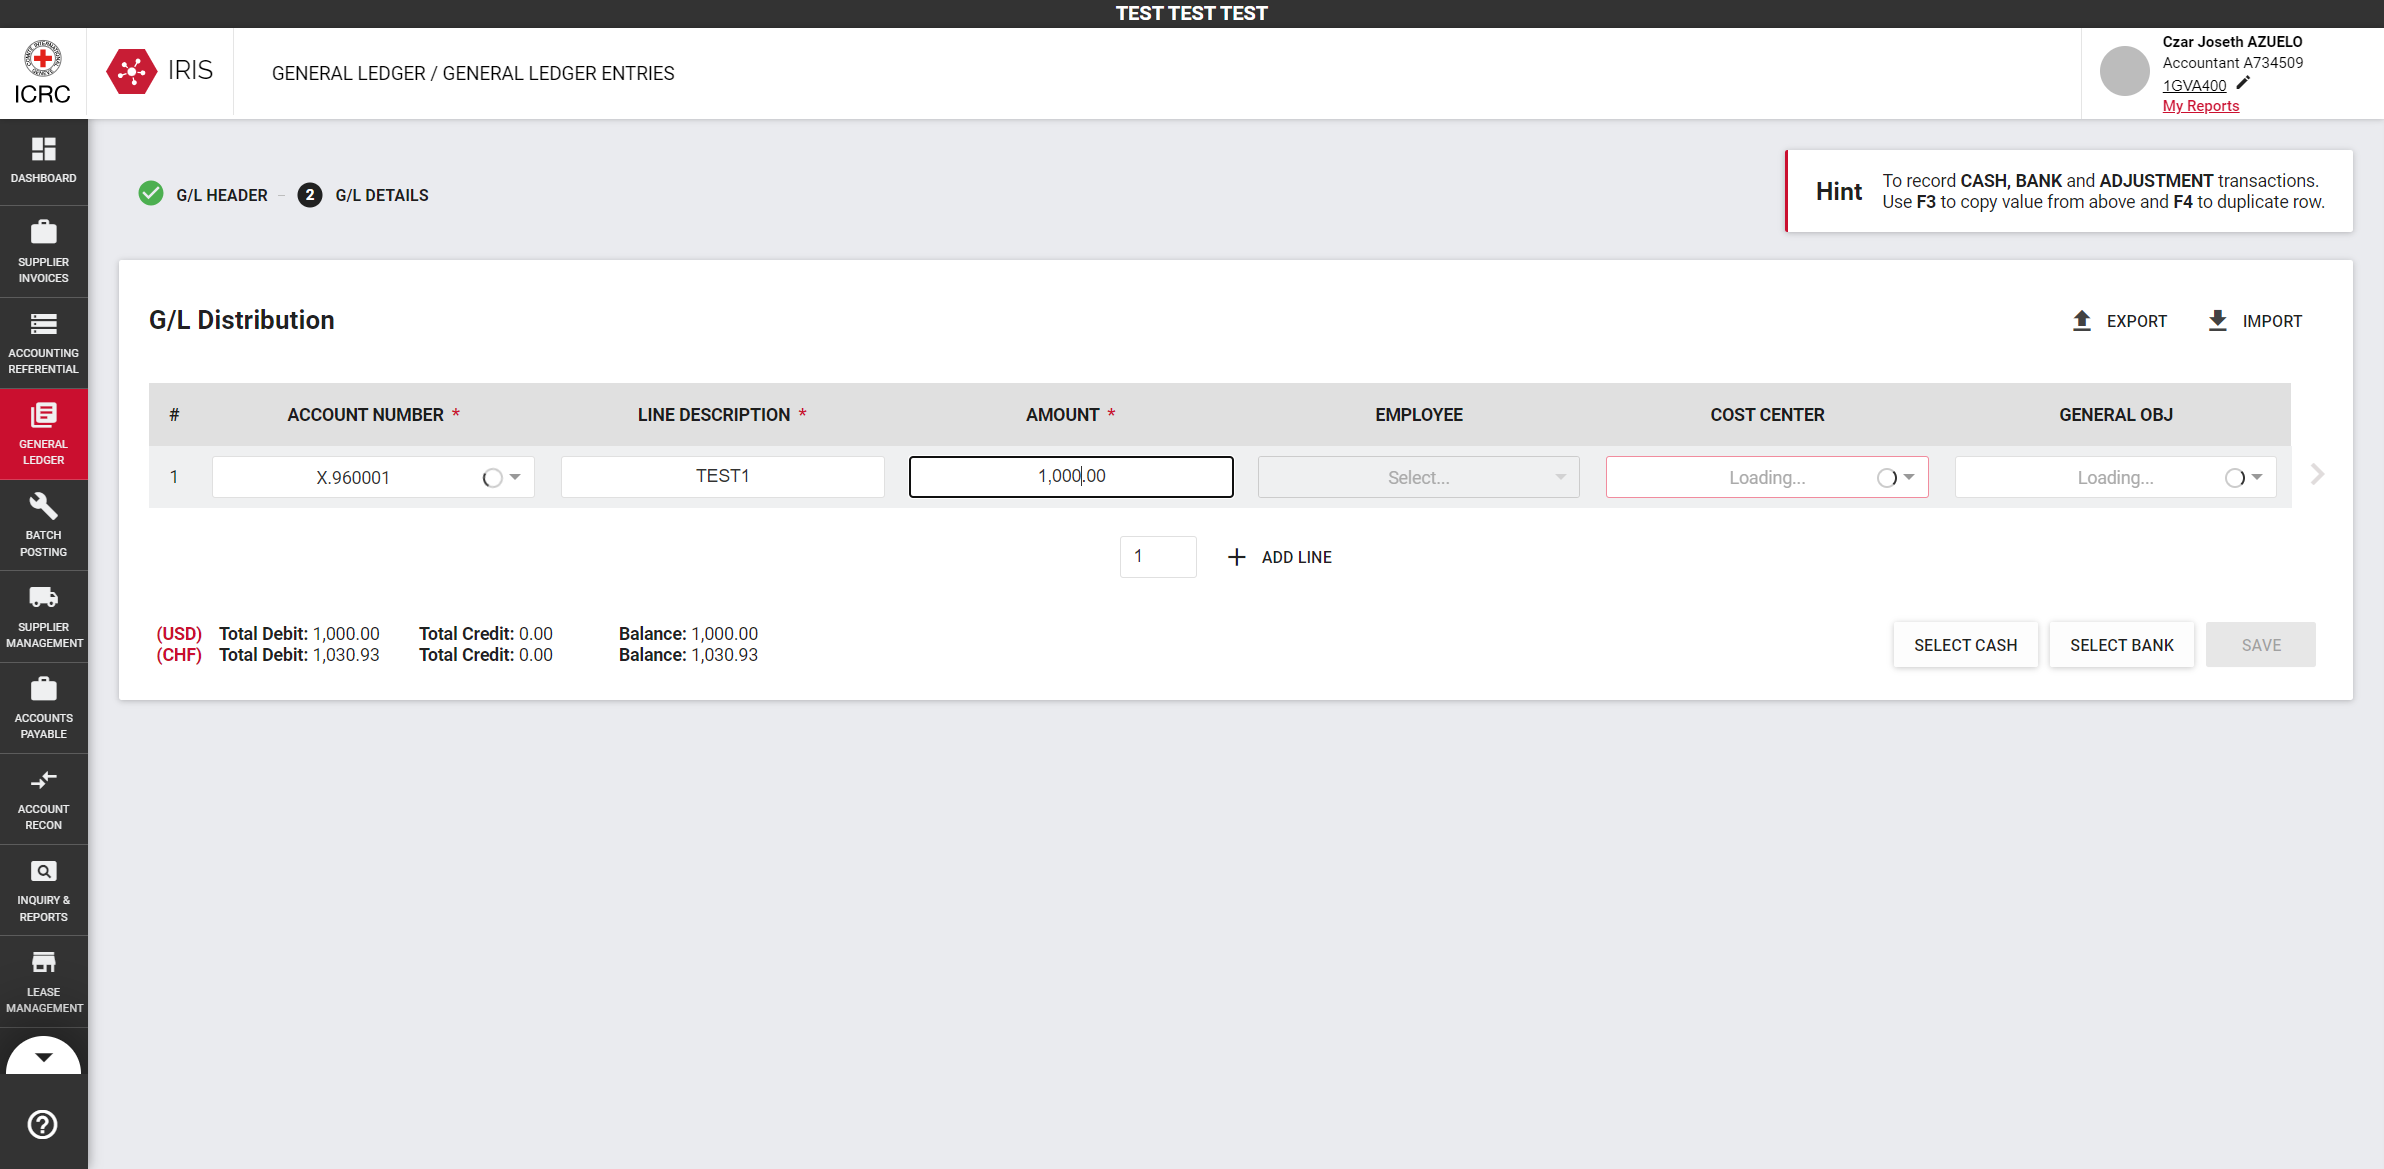 TEST TEST TEST
ICRC
IRIS
GENERAL LEDGER / GENERAL LEDGER ENTRIES
Czar Joseth AZUELO
Accountant A734509
1GVA400
My Reports
DASHBOARD
SUPPLIER
INVOICES
ACCOUNTING
REFERENTIAL
GENERAL
LEDGER
BATCH
POSTING
SUPPLIER
MANAGEMENT
ACCOUNTS
PAYABLE
ACCOUNT
RECON
INQUIRY &
REPORTS
LEASE
MANAGEMENT
G/L HEADER – 2 G/L DETAILS
Hint
To record CASH, BANK and ADJUSTMENT transactions.
Use F3 to copy value from above and F4 to duplicate row.
G/L Distribution
EXPORT IMPORT
# ACCOUNT NUMBER * LINE DESCRIPTION * AMOUNT * EMPLOYEE COST CENTER GENERAL OBJ
1 X.960001 TEST1 1,000.00 Select... Loading... Loading...
1 + ADD LINE
(USD) Total Debit: 1,000.00 Total Credit: 0.00 Balance: 1,000.00
(CHF) Total Debit: 1,030.93 Total Credit: 0.00 Balance: 1,030.93
SELECT CASH SELECT BANK SAVE